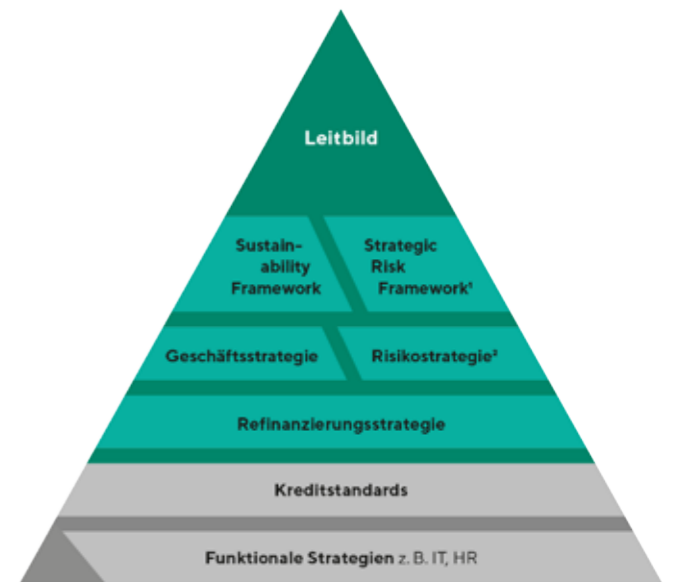 Leitbild
Sustain-
ability
Framework
Strategic
Risk
Framework¹
Geschäftsstrategie
Risikostrategie²
Refinanzierungsstrategie
Kreditstandards
Funktionale Strategien z. B. IT, HR